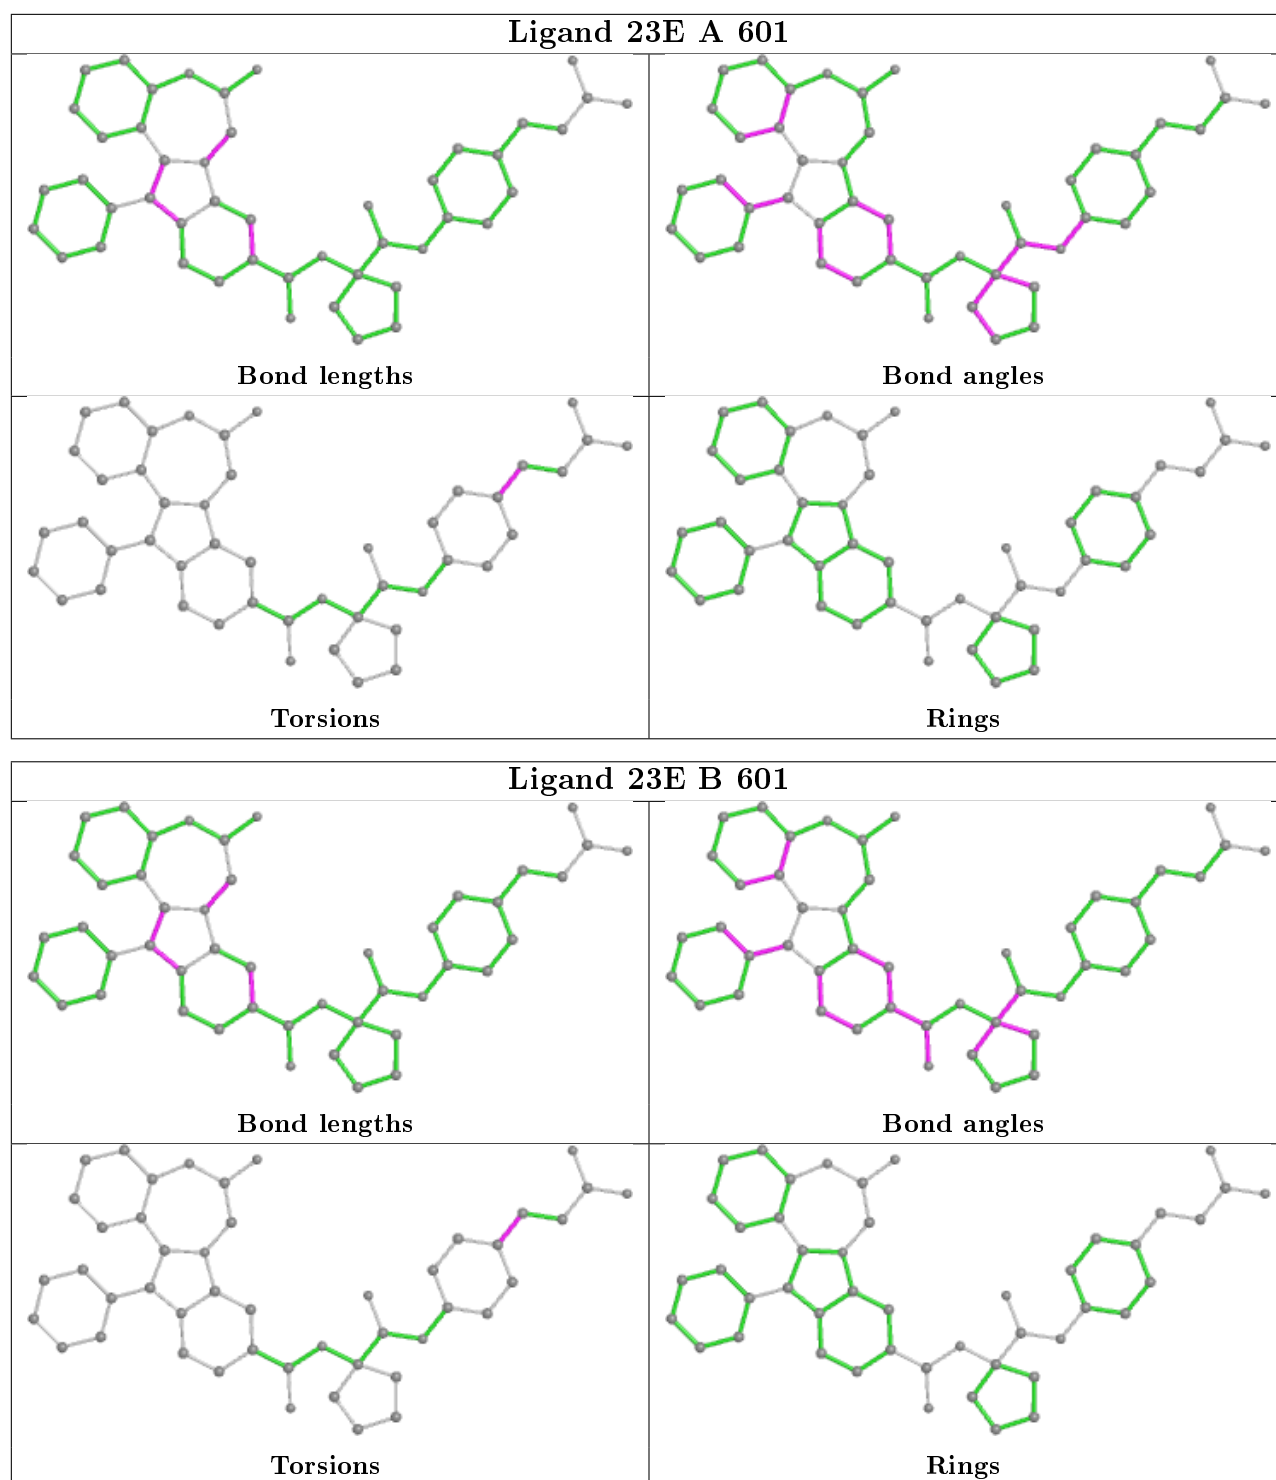 Ligand 23E A 601
Bond lengths
Bond angles
Torsions
Rings
Ligand 23E B 601
Bond lengths
Bond angles
Torsions
Rings